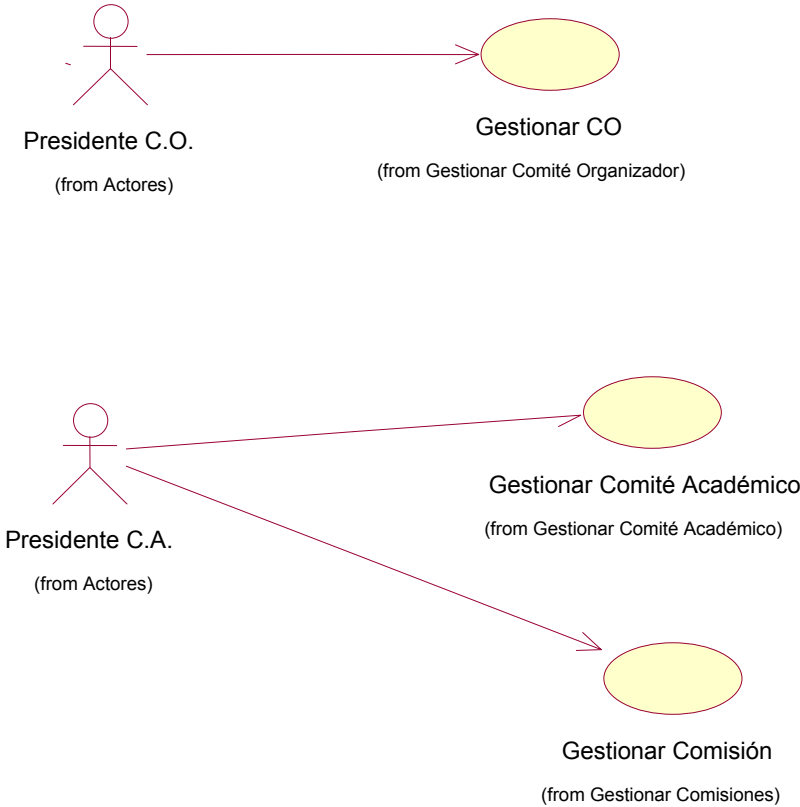 Presidente C.O.
(from Actores)
Gestionar CO
(from Gestionar Comité Organizador)
Presidente C.A.
(from Actores)
Gestionar Comité Académico
(from Gestionar Comité Académico)
Gestionar Comisión
(from Gestionar Comisiones)